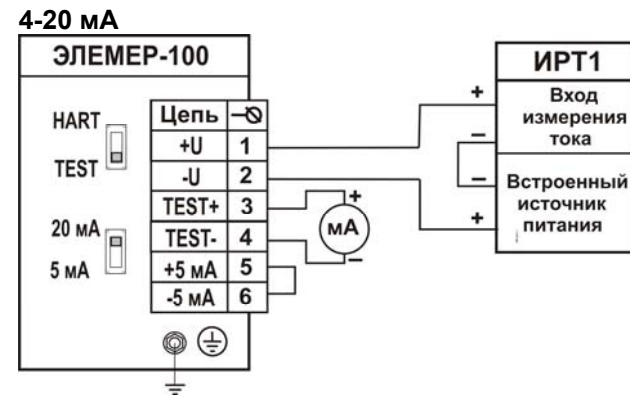 4-20 мА
ЭЛЕМЕР-100
HART
TEST
20 мА
5 мА
Цепь
+U 1
-U 2
TEST+ 3
TEST- 4
+5 мА 5
-5 мА 6
+
мА
−
ИРТ1
+
Вход
измерения
тока
−
−
Встроенный
источник
питания
+